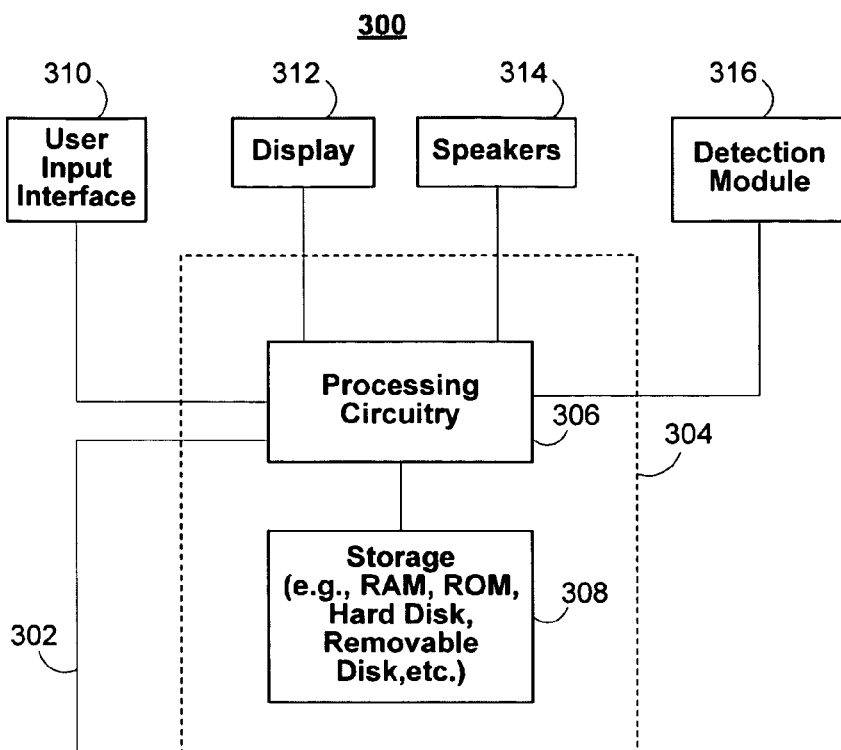 300
310
312
314
316
User
Input
Interface
Display
Speakers
Detection
Module
Processing
Circuitry
306
304
Storage
(e.g., RAM, ROM,
Hard Disk,
Removable
Disk,etc.)
308
302